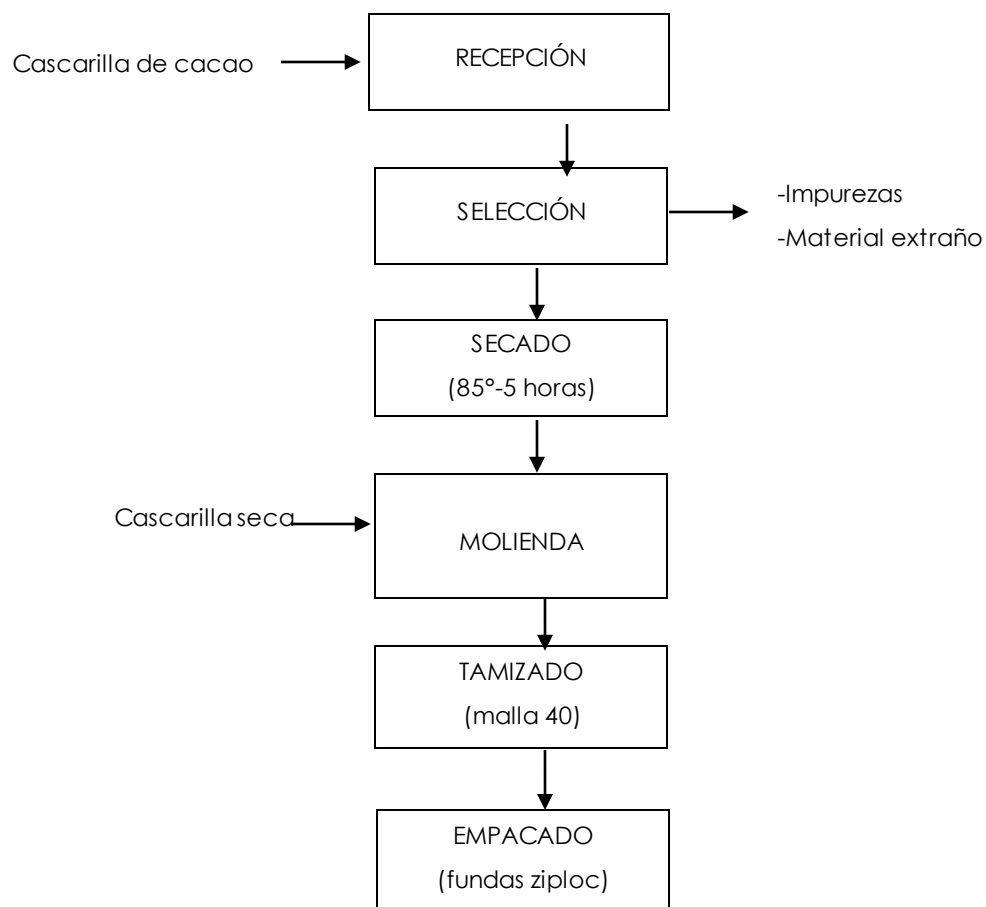 Cascarilla de cacao
RECEPCIÓN
SELECCIÓN
-Impurezas
-Material extraño
SECADO
(85°-5 horas)
Cascarilla seca
MOLIENDA
TAMIZADO
(malla 40)
EMPACADO
(fundas ziploc)